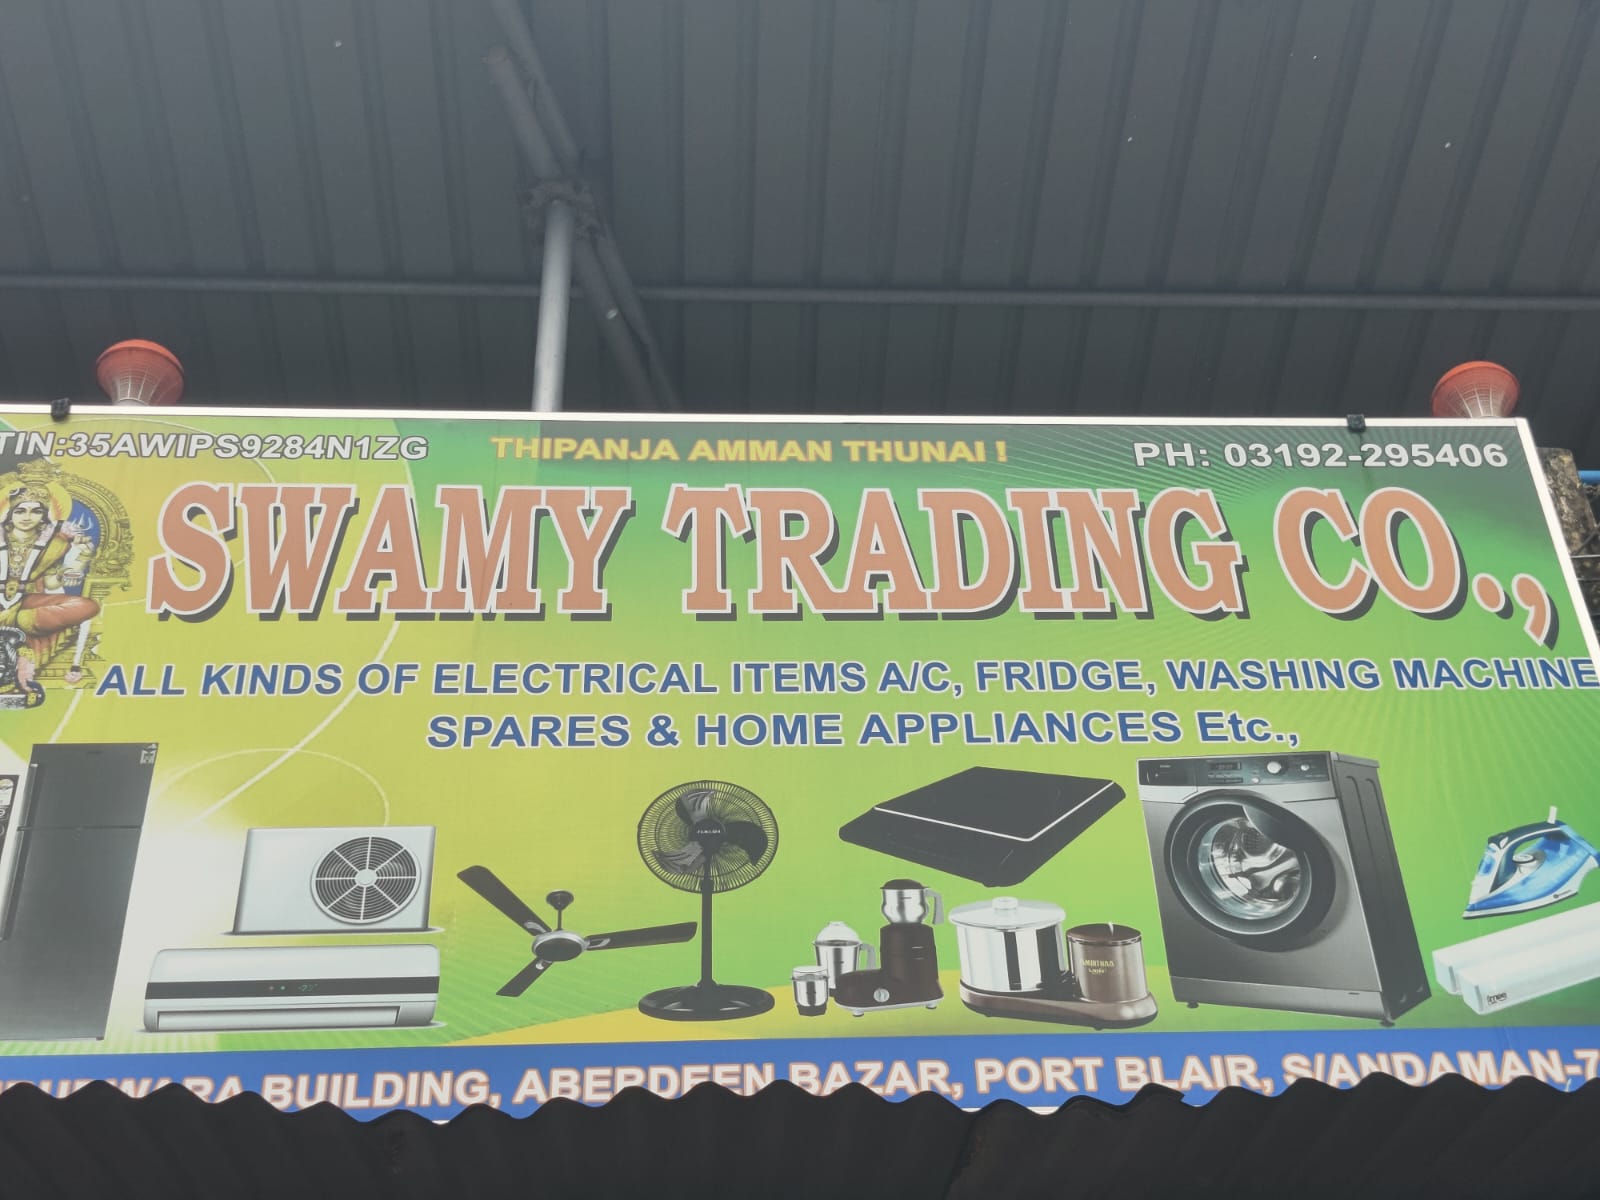 TIN:35AWIPS9284N1ZG THIPANJA AMMAN THUNAI ! PH: 03192-295406
SWAMY TRADING CO.,
ALL KINDS OF ELECTRICAL ITEMS A/C, FRIDGE, WASHING MACHINE
SPARES & HOME APPLIANCES Etc.,
BUILDING, ABERDEEN BAZAR, PORT BLAIR, S/ANDAMAN-7